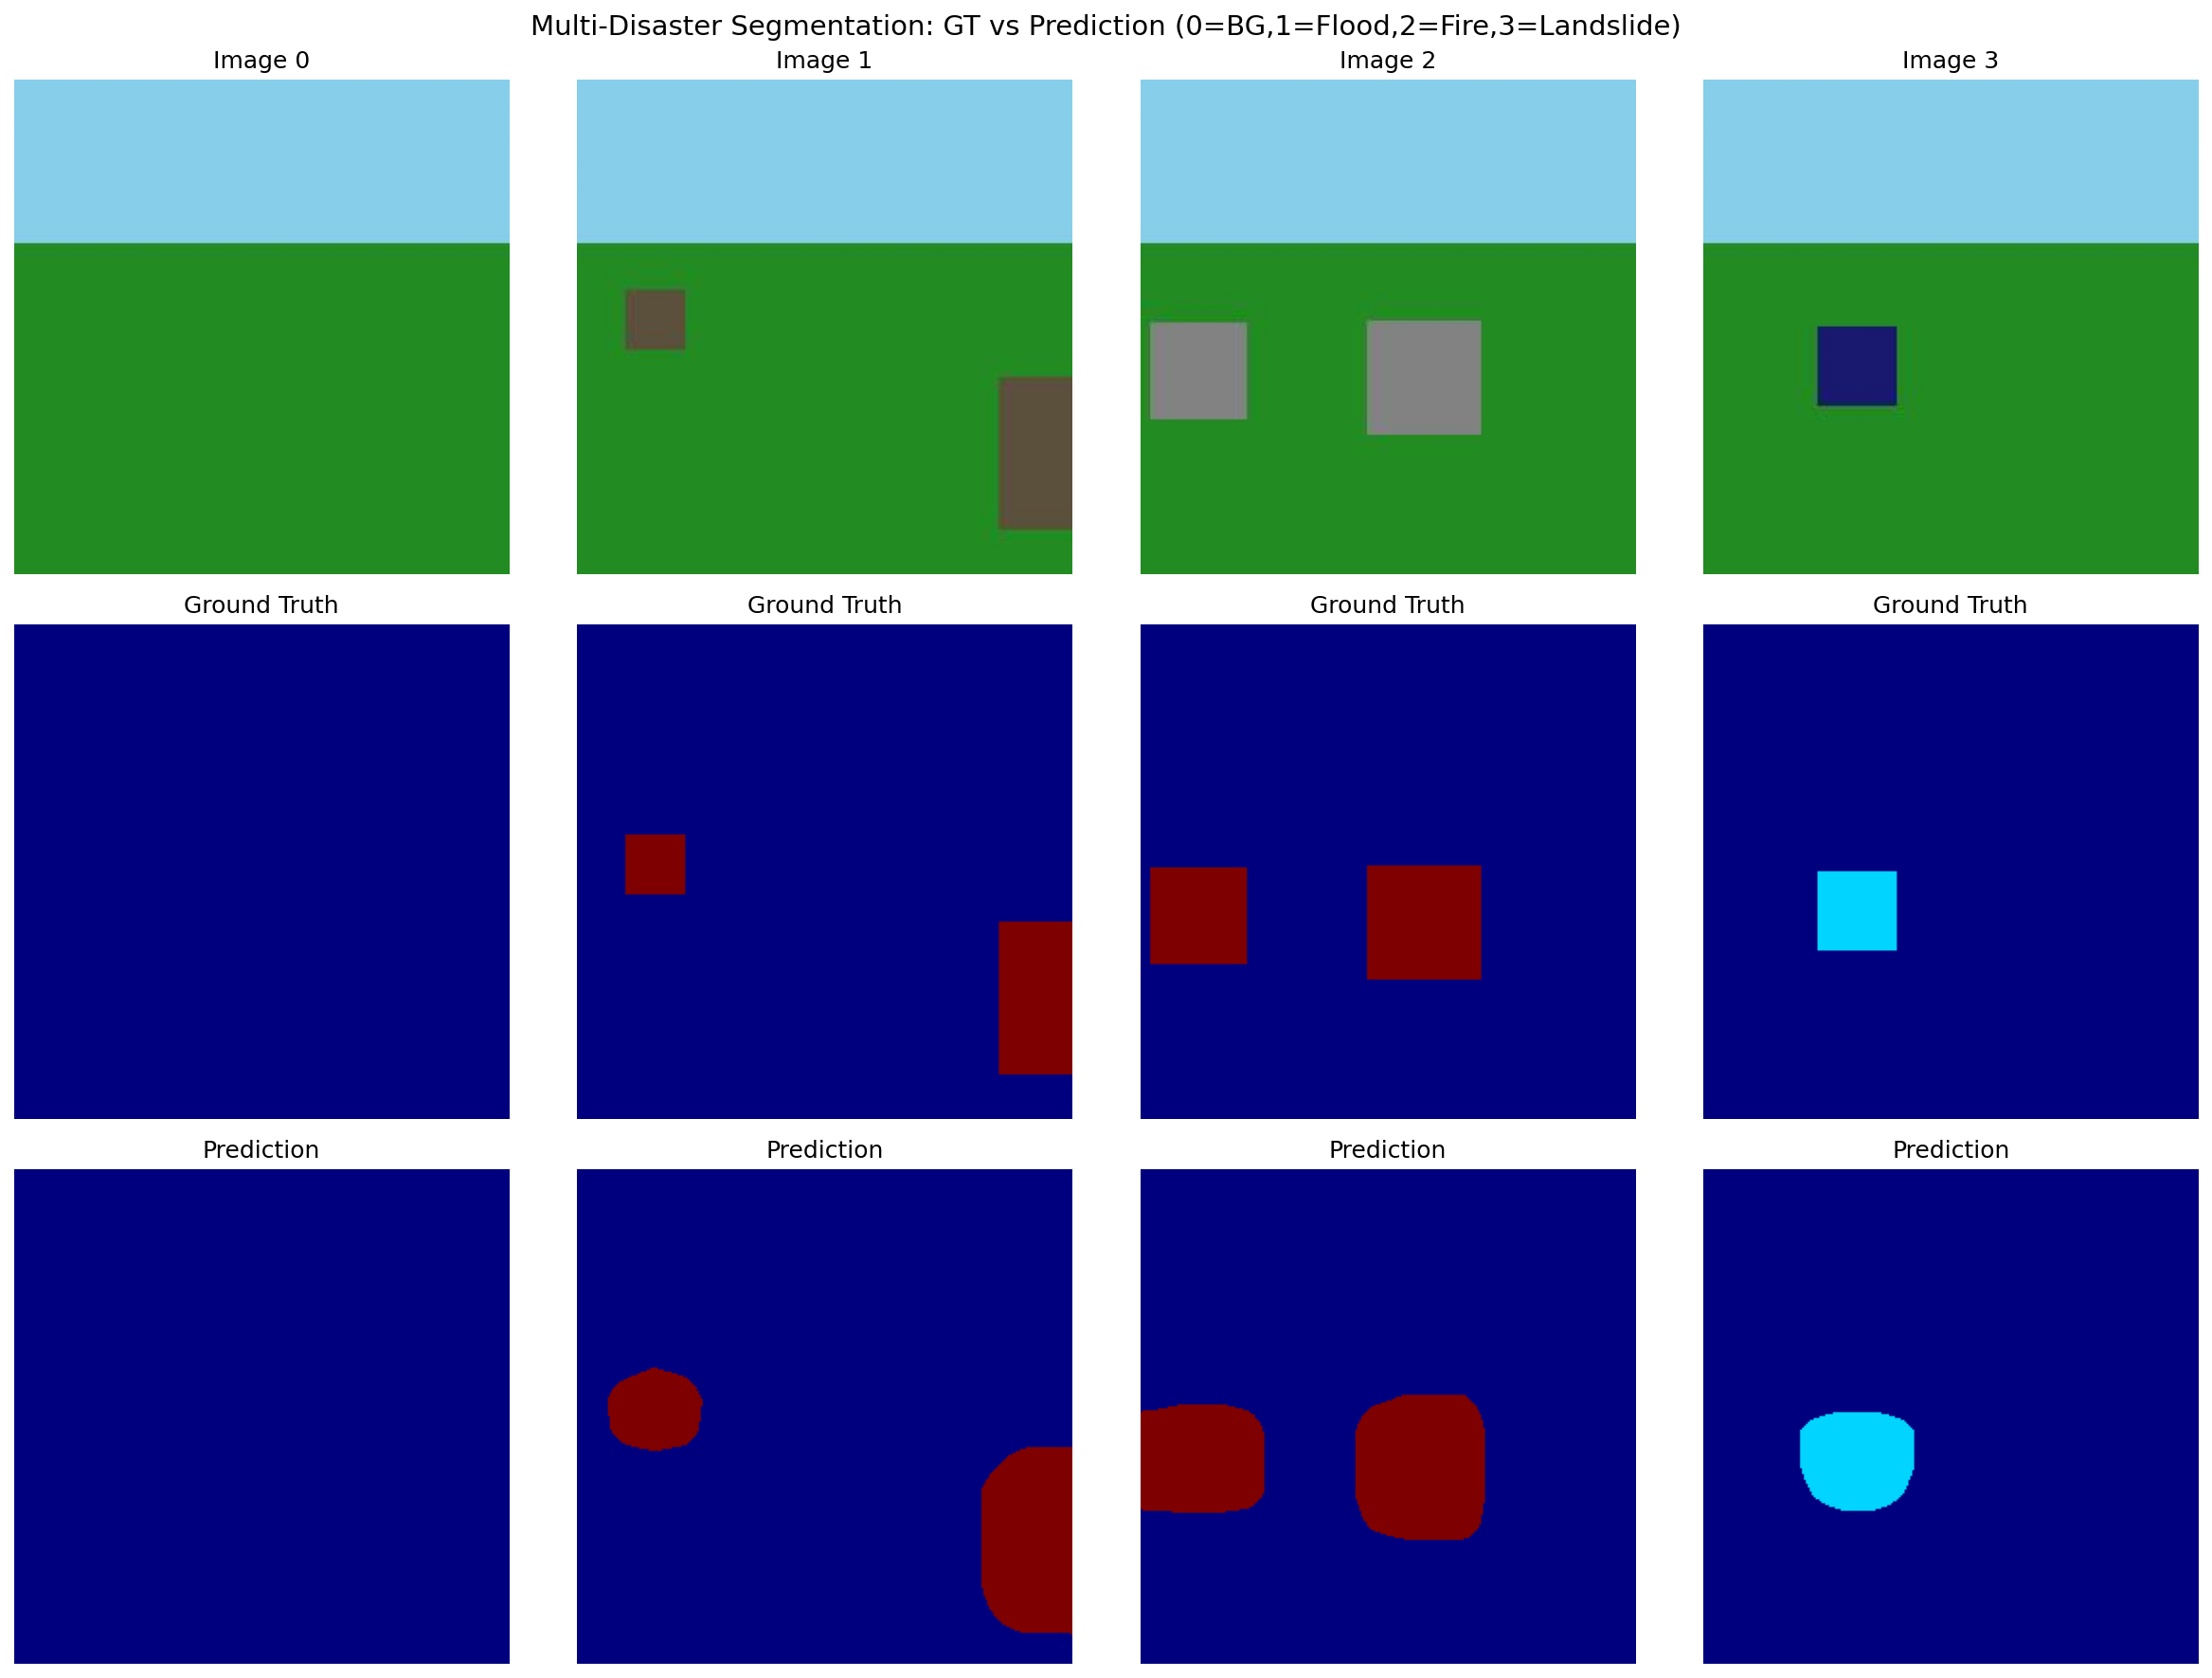 Multi-Disaster Segmentation: GT vs Prediction (0=BG,1=Flood,2=Fire,3=Landslide)
Image 0
Image 1
Image 2
Image 3
Ground Truth
Ground Truth
Ground Truth
Ground Truth
Prediction
Prediction
Prediction
Prediction